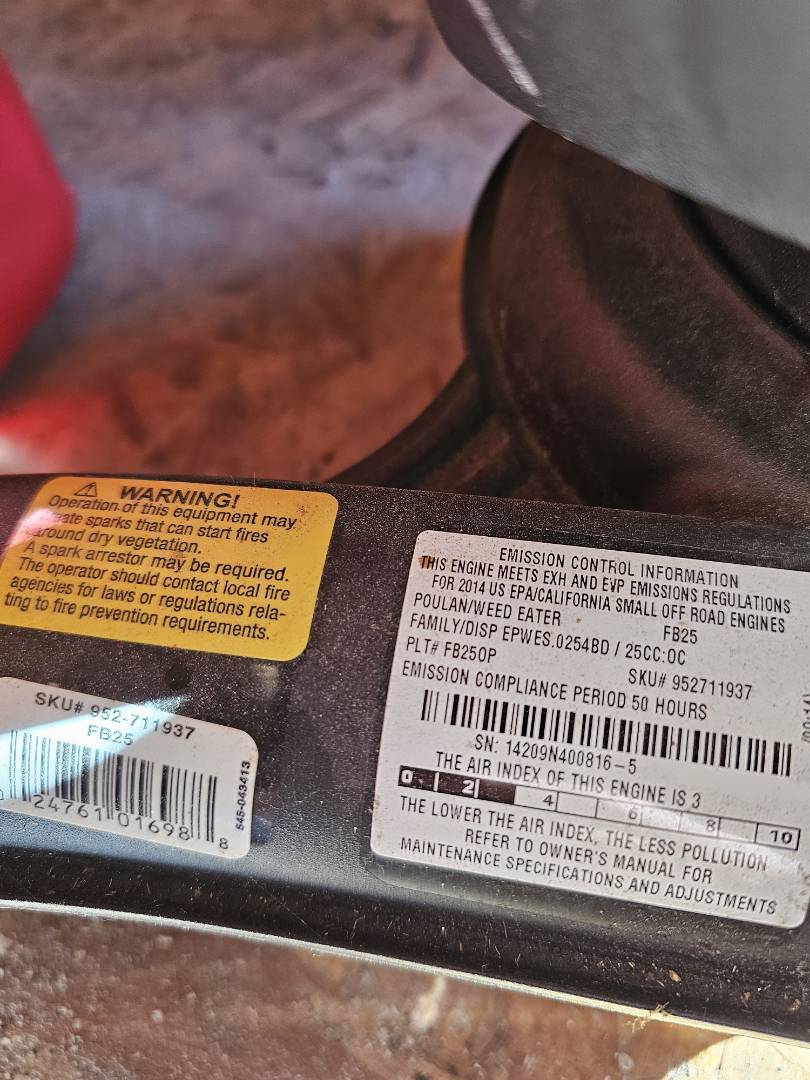 WARNING!
Operation of this equipment may
ate sparks that can start fires
ound dry vegetation.
A spark arrestor may be required.
The operator should contact local fire
agencies for laws or regulations rela-
ting to fire prevention requirements.
SKU# 952-711937
FB25
24761 01698 8
545-043413
EMISSION CONTROL INFORMATION
THIS ENGINE MEETS EXH AND EVP EMISSIONS REGULATIONS
FOR 2014 US EPA/CALIFORNIA SMALL OFF ROAD ENGINES
POULAN/WEED EATER FB25
FAMILY/DISP EPWES.0254BD / 25CC:OC
PLT# FB250P SKU# 952711937
EMISSION COMPLIANCE PERIOD 50 HOURS
SN: 14209N400816-5
THE AIR INDEX OF THIS ENGINE IS 3
0 2 4 6 8 10
THE LOWER THE AIR INDEX, THE LESS POLLUTION
REFER TO OWNER'S MANUAL FOR
MAINTENANCE SPECIFICATIONS AND ADJUSTMENTS